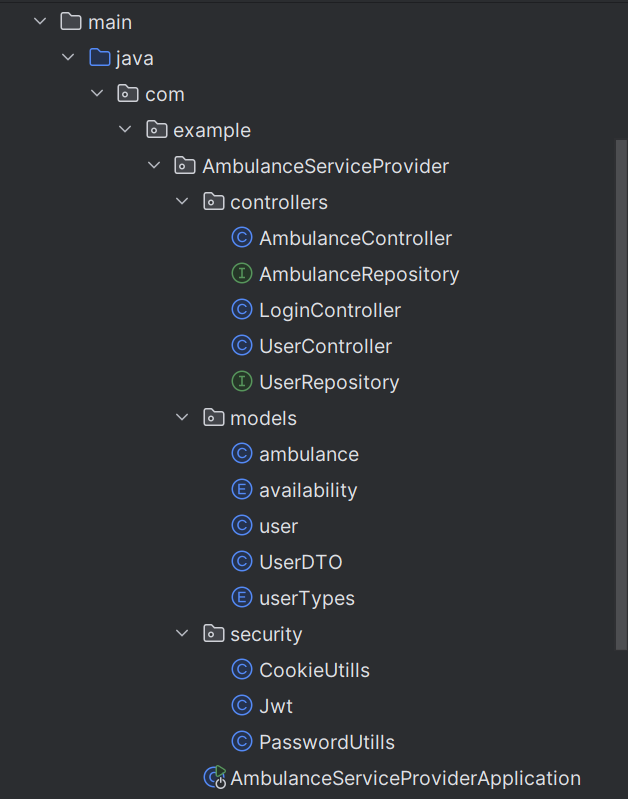 main
java
com
example
AmbulanceServiceProvider
controllers
AmbulanceController
AmbulanceRepository
LoginController
UserController
UserRepository
models
ambulance
availability
user
UserDTO
userTypes
security
CookieUtills
Jwt
PasswordUtills
AmbulanceServiceProviderApplication